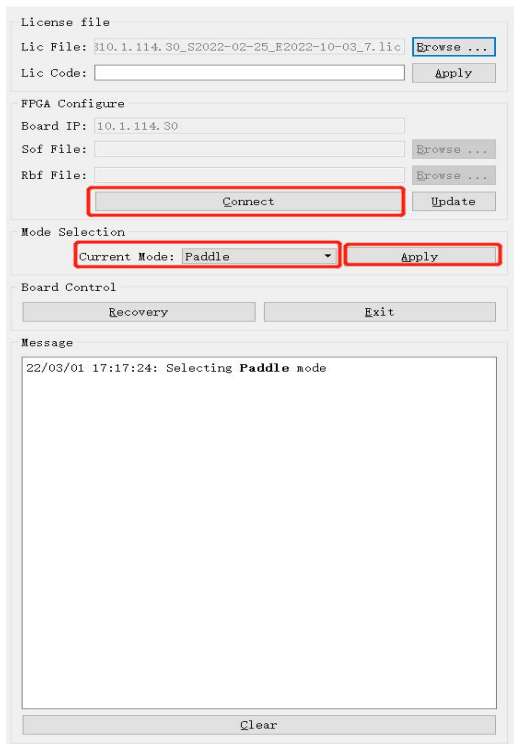 License file
Lic File: 310.1.114.30_S2022-02-25_E2022-10-03_7.lic Browse ...
Lic Code: Apply
FPGA Configure
Board IP: 10.1.114.30
Sof File: Browse ...
Rbf File: Browse ...
Connect Update
Mode Selection
Current Mode: Paddle Apply
Board Control
Recovery Exit
Message
22/03/01 17:17:24: Selecting Paddle mode
Clear